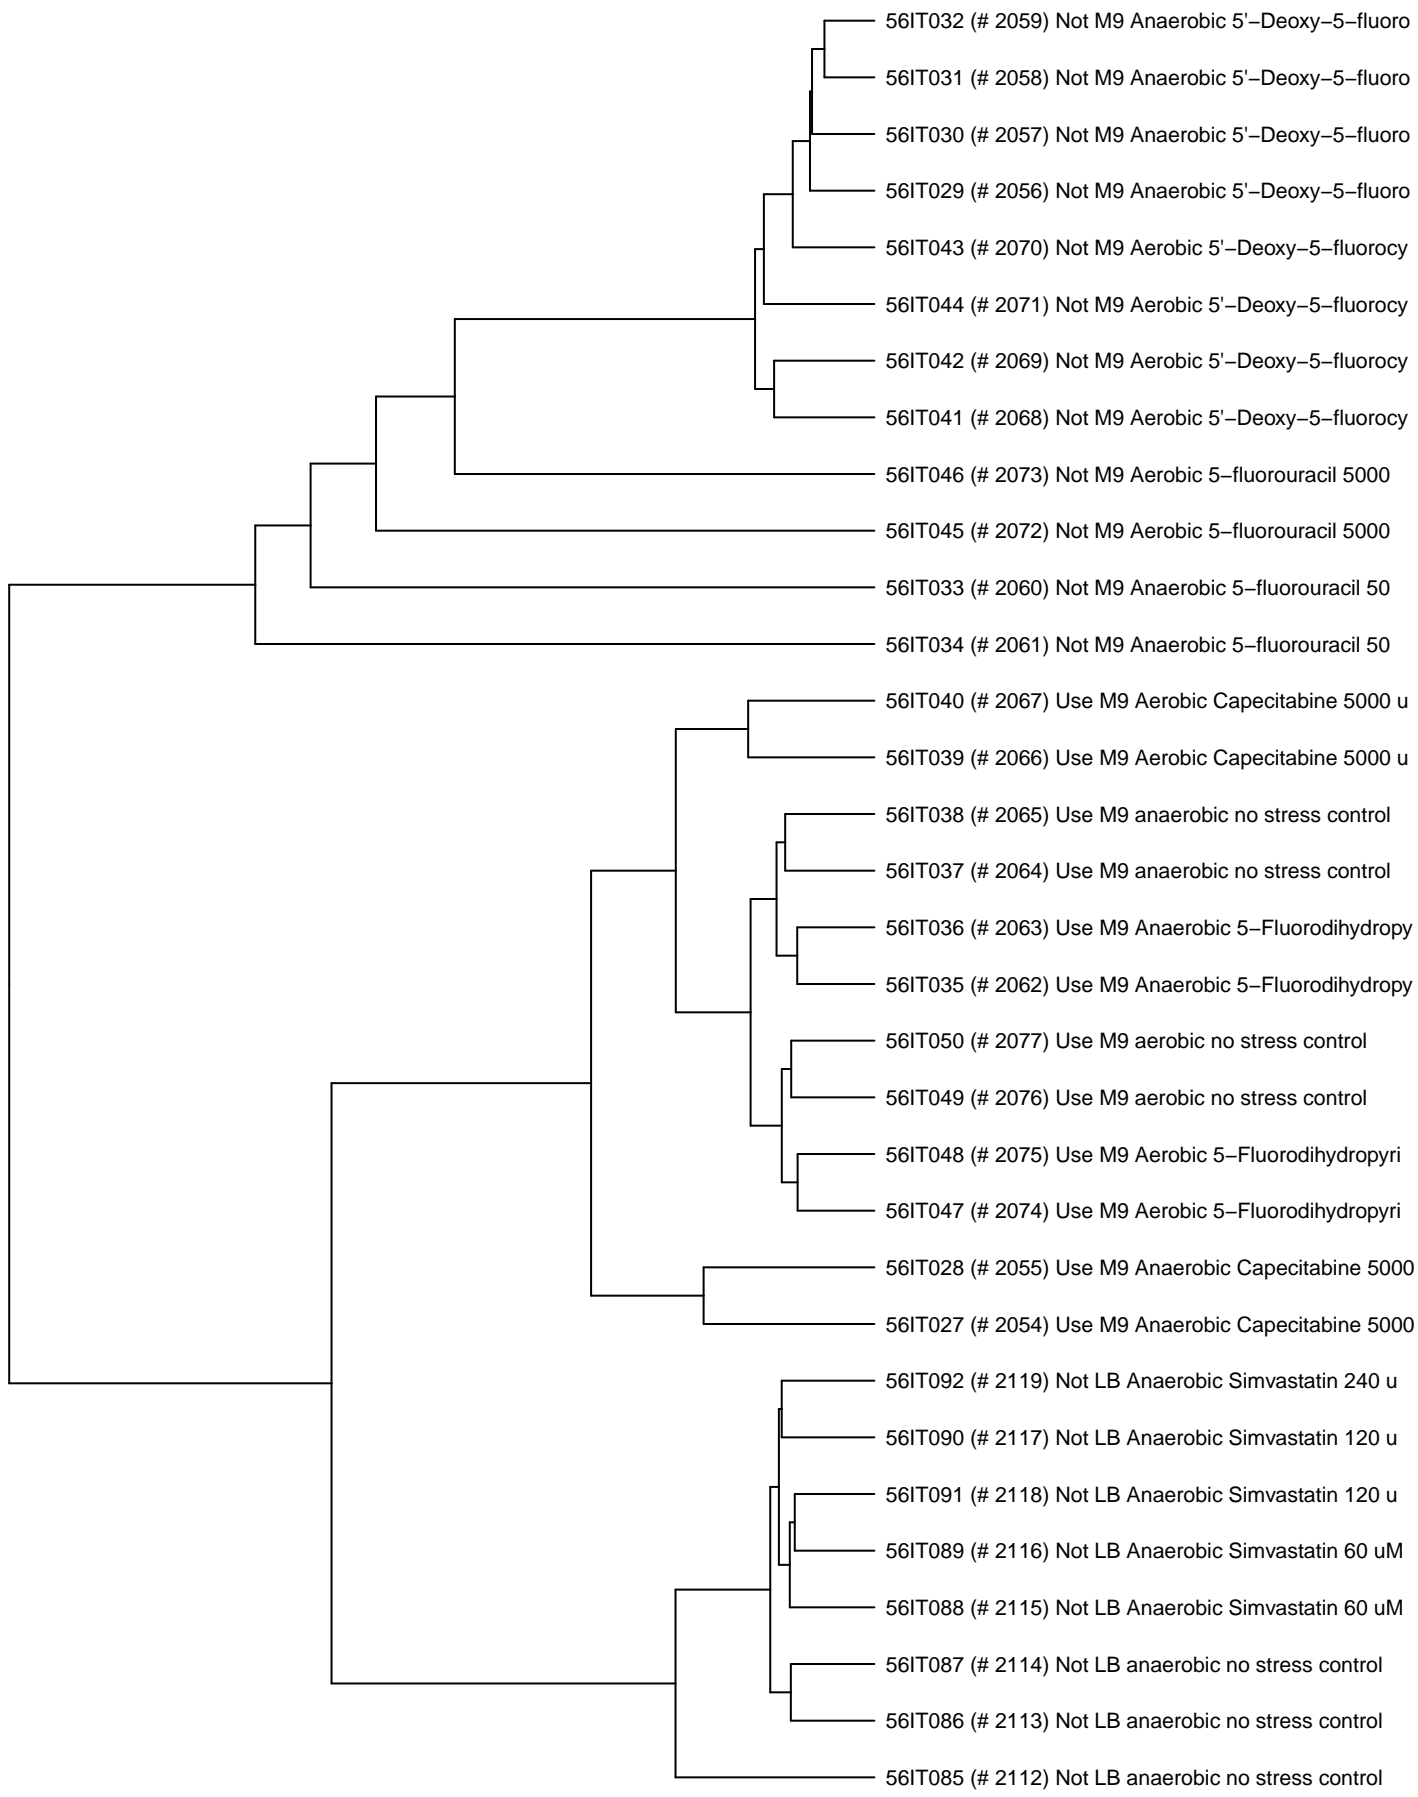 56IT032 (# 2059) Not M9 Anaerobic 5'−Deoxy−5−fluoro
56IT031 (# 2058) Not M9 Anaerobic 5'−Deoxy−5−fluoro
56IT030 (# 2057) Not M9 Anaerobic 5'−Deoxy−5−fluoro
56IT029 (# 2056) Not M9 Anaerobic 5'−Deoxy−5−fluoro
56IT043 (# 2070) Not M9 Aerobic 5'−Deoxy−5−fluorocy
56IT044 (# 2071) Not M9 Aerobic 5'−Deoxy−5−fluorocy
56IT042 (# 2069) Not M9 Aerobic 5'−Deoxy−5−fluorocy
56IT041 (# 2068) Not M9 Aerobic 5'−Deoxy−5−fluorocy
56IT046 (# 2073) Not M9 Aerobic 5−fluorouracil 5000
56IT045 (# 2072) Not M9 Aerobic 5−fluorouracil 5000
56IT033 (# 2060) Not M9 Anaerobic 5−fluorouracil 50
56IT034 (# 2061) Not M9 Anaerobic 5−fluorouracil 50
56IT040 (# 2067) Use M9 Aerobic Capecitabine 5000 u
56IT039 (# 2066) Use M9 Aerobic Capecitabine 5000 u
56IT038 (# 2065) Use M9 anaerobic no stress control
56IT037 (# 2064) Use M9 anaerobic no stress control
56IT036 (# 2063) Use M9 Anaerobic 5−Fluorodihydropy
56IT035 (# 2062) Use M9 Anaerobic 5−Fluorodihydropy
56IT050 (# 2077) Use M9 aerobic no stress control
56IT049 (# 2076) Use M9 aerobic no stress control
56IT048 (# 2075) Use M9 Aerobic 5−Fluorodihydropyri
56IT047 (# 2074) Use M9 Aerobic 5−Fluorodihydropyri
56IT028 (# 2055) Use M9 Anaerobic Capecitabine 5000
56IT027 (# 2054) Use M9 Anaerobic Capecitabine 5000
56IT092 (# 2119) Not LB Anaerobic Simvastatin 240 u
56IT090 (# 2117) Not LB Anaerobic Simvastatin 120 u
56IT091 (# 2118) Not LB Anaerobic Simvastatin 120 u
56IT089 (# 2116) Not LB Anaerobic Simvastatin 60 uM
56IT088 (# 2115) Not LB Anaerobic Simvastatin 60 uM
56IT087 (# 2114) Not LB anaerobic no stress control
56IT086 (# 2113) Not LB anaerobic no stress control
56IT085 (# 2112) Not LB anaerobic no stress control